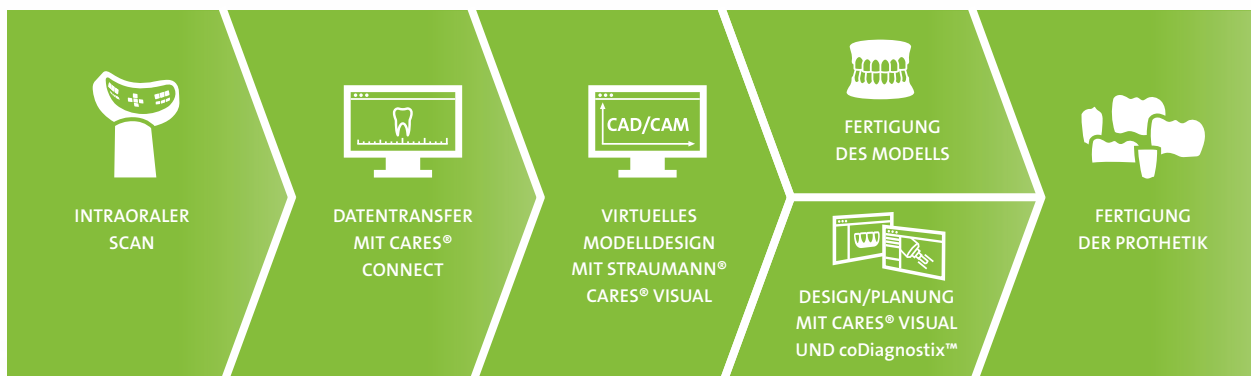 INTRAORALER
SCAN
DATENTRANSFER
MIT CARES®
CONNECT
CAD/CAM
VIRTUELLES
MODELLDESIGN
MIT STRAUMANN®
CARES® VISUAL
FERTIGUNG
DES MODELLS
DESIGN/PLANUNG
MIT CARES® VISUAL
UND coDiagnostix™
FERTIGUNG
DER PROTHETIK